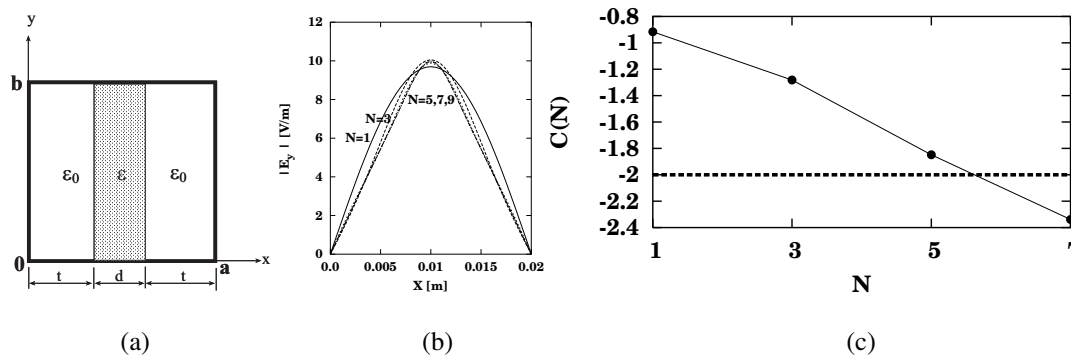 y
b
ε₀
ε
ε₀
0
a
x
t
d
t
(a)
12
10
8
6
4
2
0
| E_y | [V/m]
N=1
N=3
N=5,7,9
0.0
0.005
0.01
0.015
0.02
X [m]
(b)
-0.8
-1
-1.2
-1.4
-1.6
-1.8
-2
-2.2
-2.4
C(N)
1
3
5
7
N
(c)